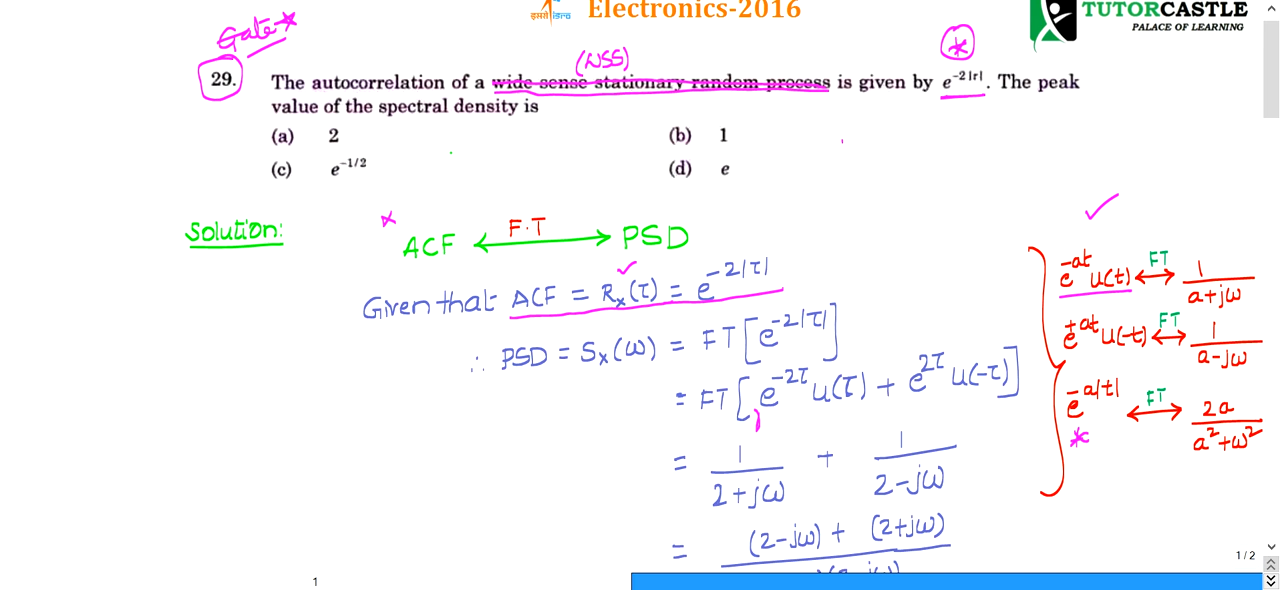 इसरो isro Electronics-2016
TUTORCASTLE
PALACE OF LEARNING
Gate*
(WSS)
*
29. The autocorrelation of a wide sense stationary random process is given by e^{-2|τ|}. The peak
value of the spectral density is
(a) 2 (b) 1
(c) e^{-1/2} (d) e
Solution:
* ACF ⟷ PSD
F.T
Given that ACF = Rx(τ) = e^{-2|τ|}
∴ PSD = Sx(ω) = FT[e^{-2|τ|}]
= FT[e^{-2τ} u(τ) + e^{2τ} u(-τ)]
= 1/(2+jω) + 1/(2-jω)
= (2-jω) + (2+jω)
e^{-at} u(t) ⟷ FT 1/(a+jω)
e^{+at} u(-t) ⟷ FT 1/(a-jω)
e^{-a|t|} ⟷ FT 2a/(a²+ω²)
*
1 / 2
1